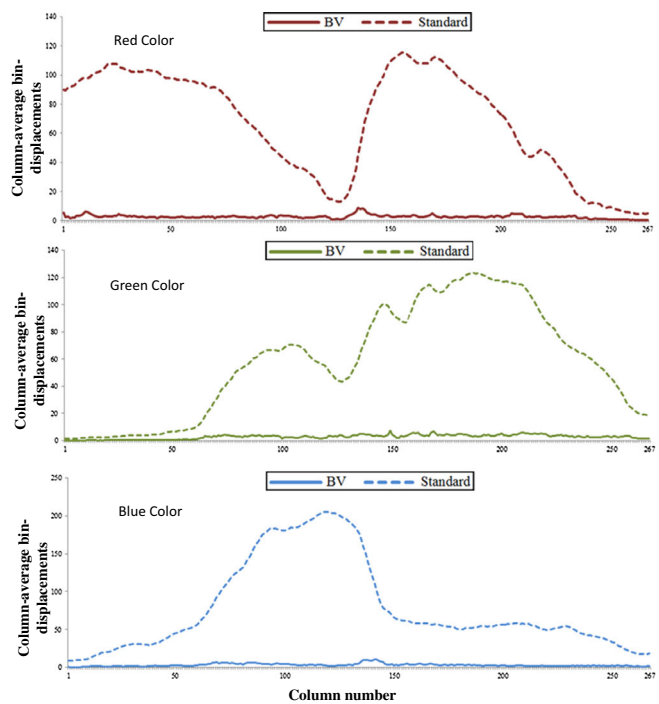 BV Standard
Red Color
Column-average bin-
displacements
140
120
100
80
60
40
20
0
1 50 100 150 200 250 267
BV Standard
Green Color
Column-average bin-
displacements
140
120
100
80
60
40
20
0
1 50 100 150 200 250 267
BV Standard
Blue Color
Column-average bin-
displacements
250
200
150
100
50
0
1 50 100 150 200 250 267
Column number